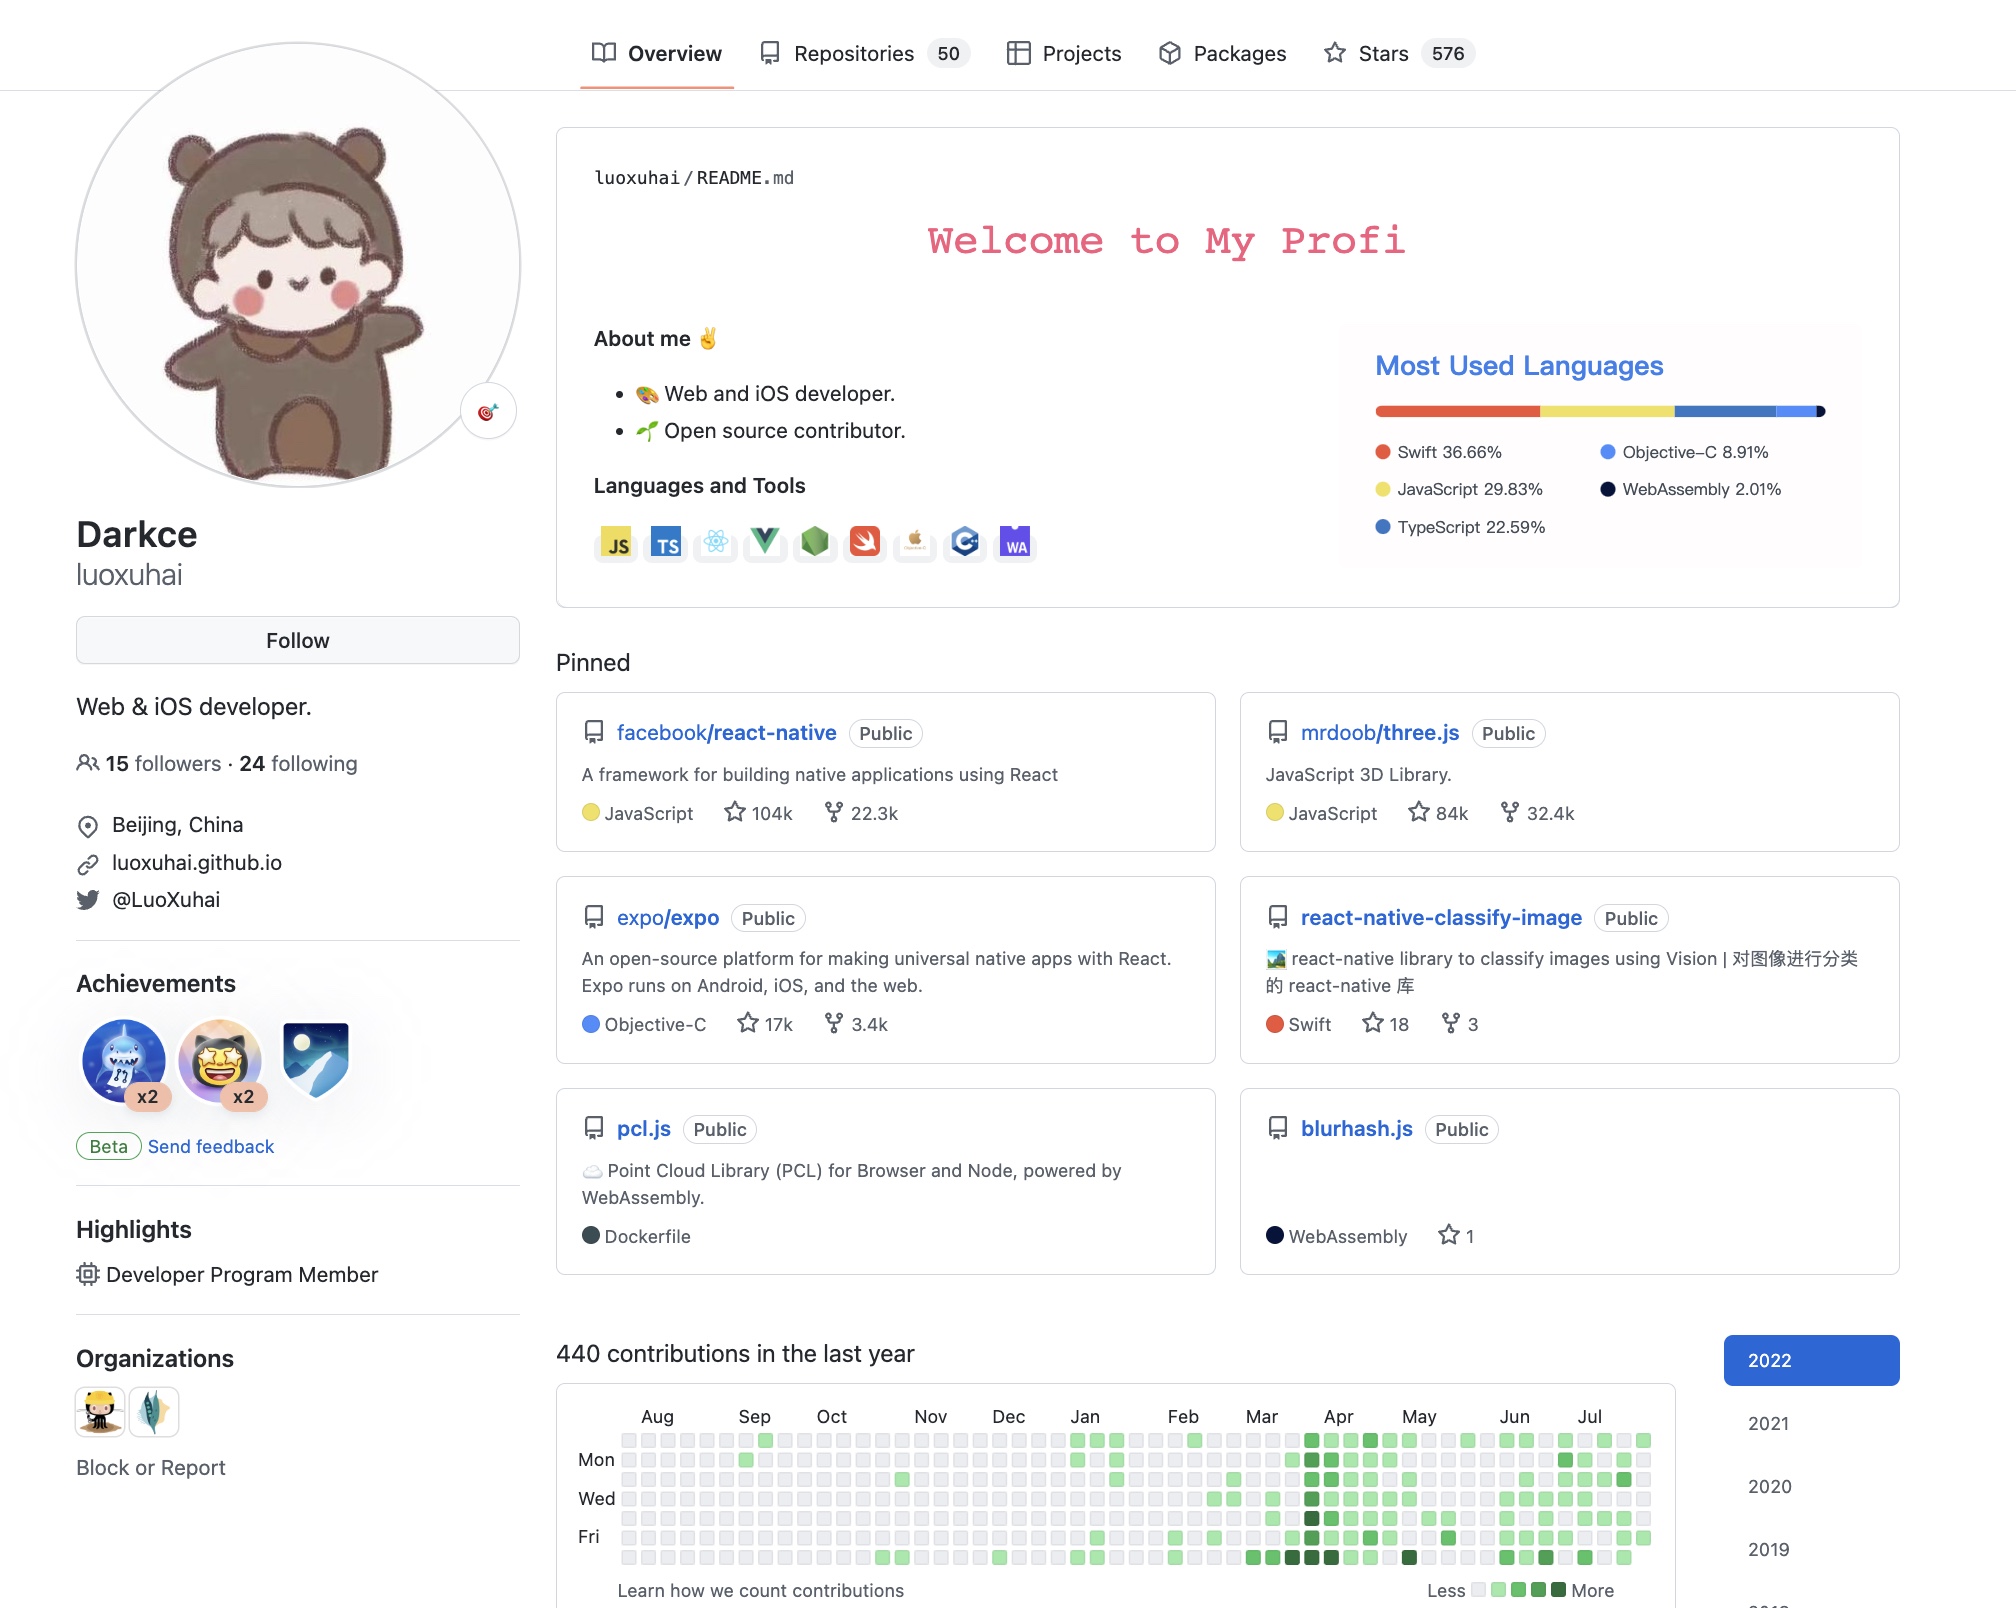 Overview
Repositories 50
Projects
Packages
Stars 576
luoxuhai/README.md
Welcome to My Profi
About me ✌️
🎨 Web and iOS developer.
🌱 Open source contributor.
Languages and Tools
JS
TS
C
WA
Most Used Languages
Swift 36.66%
Objective-C 8.91%
JavaScript 29.83%
WebAssembly 2.01%
TypeScript 22.59%
Darkce
luoxuhai
Follow
Web & iOS developer.
15 followers · 24 following
Beijing, China
luoxuhai.github.io
@LuoXuhai
Achievements
x2
x2
Beta Send feedback
Highlights
Developer Program Member
Organizations
Block or Report
Pinned
facebook/react-native Public
A framework for building native applications using React
JavaScript 104k 22.3k
mrdoob/three.js Public
JavaScript 3D Library.
JavaScript 84k 32.4k
expo/expo Public
An open-source platform for making universal native apps with React.
Expo runs on Android, iOS, and the web.
Objective-C 17k 3.4k
react-native-classify-image Public
🏞️ react-native library to classify images using Vision | 对图像进行分类
的 react-native 库
Swift 18 3
pcl.js Public
☁️ Point Cloud Library (PCL) for Browser and Node, powered by
WebAssembly.
Dockerfile
blurhash.js Public
WebAssembly 1
440 contributions in the last year
Aug Sep Oct Nov Dec Jan Feb Mar Apr May Jun Jul
Mon
Wed
Fri
Learn how we count contributions
Less More
2022
2021
2020
2019